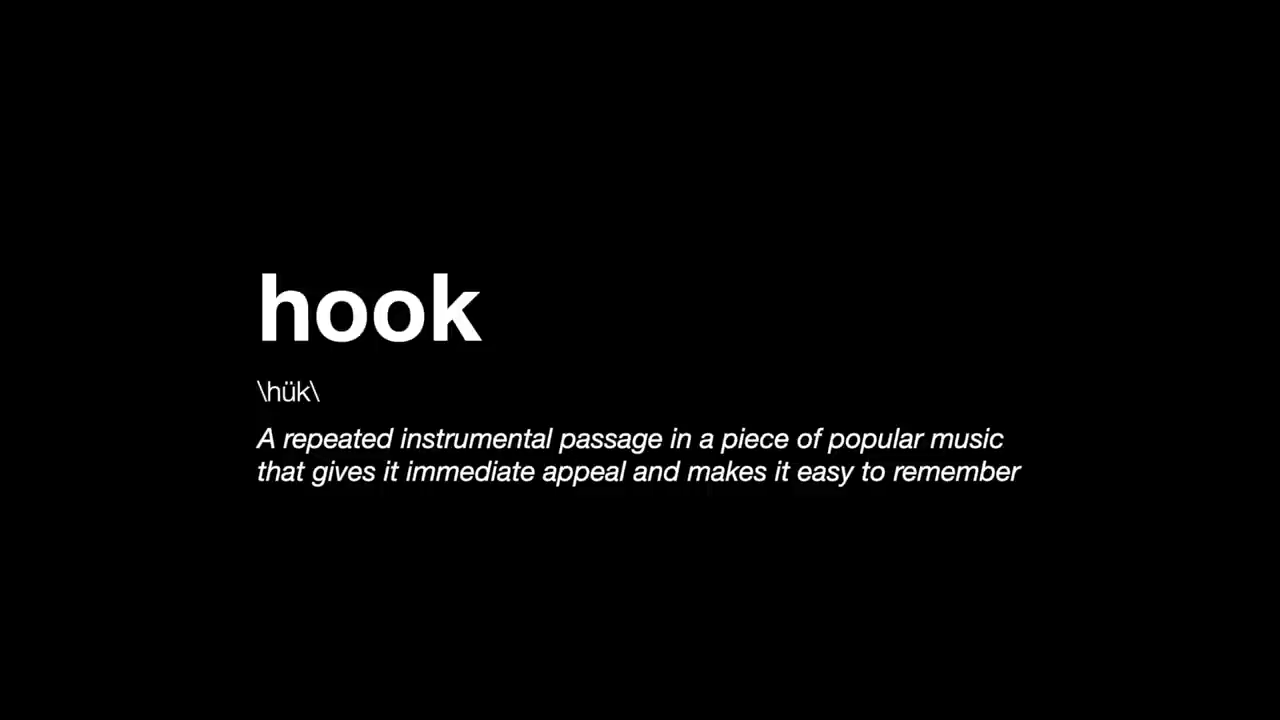 hook
\hük\
A repeated instrumental passage in a piece of popular music
that gives it immediate appeal and makes it easy to remember